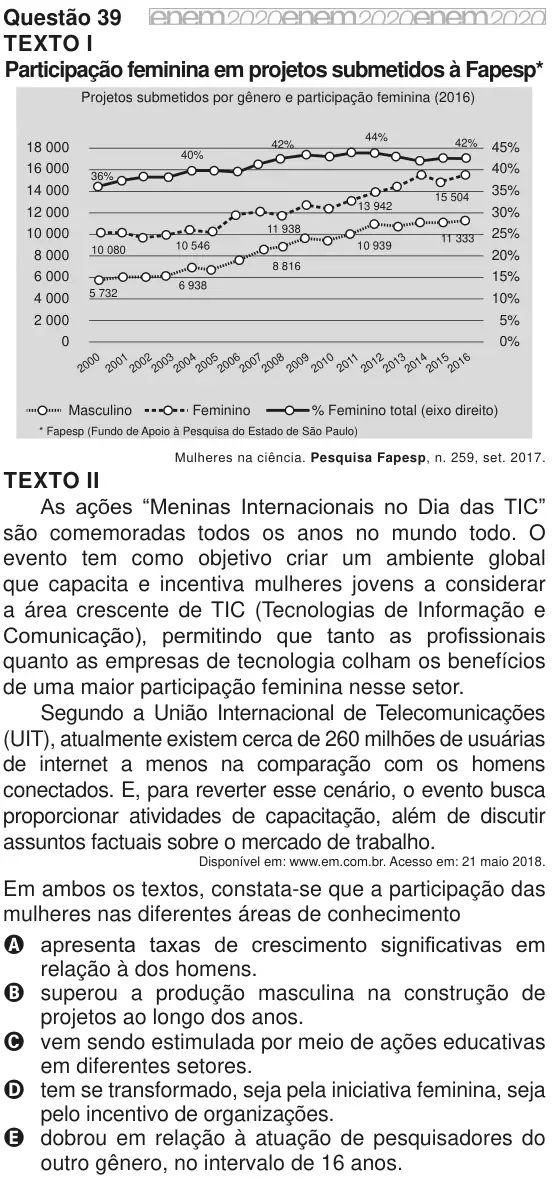 Questão 39 enem2020enem2020enem2020
TEXTO I
Participação feminina em projetos submetidos à Fapesp*
Projetos submetidos por gênero e participação feminina (2016)
18 000 45%
16 000 40%
14 000 35%
12 000 30%
10 000 25%
8 000 20%
6 000 15%
4 000 10%
2 000 5%
0 0%
36% 40% 42% 44% 42%
10 080 10 546 11 938 13 942 15 504
5 732 6 938 8 816 10 939 11 333
2000 2001 2002 2003 2004 2005 2006 2007 2008 2009 2010 2011 2012 2013 2014 2015 2016
Masculino Feminino % Feminino total (eixo direito)
* Fapesp (Fundo de Apoio à Pesquisa do Estado de São Paulo)
Mulheres na ciência. Pesquisa Fapesp, n. 259, set. 2017.
TEXTO II
As ações “Meninas Internacionais no Dia das TIC”
são comemoradas todos os anos no mundo todo. O
evento tem como objetivo criar um ambiente global
que capacita e incentiva mulheres jovens a considerar
a área crescente de TIC (Tecnologias de Informação e
Comunicação), permitindo que tanto as profissionais
quanto as empresas de tecnologia colham os benefícios
de uma maior participação feminina nesse setor.
Segundo a União Internacional de Telecomunicações
(UIT), atualmente existem cerca de 260 milhões de usuárias
de internet a menos na comparação com os homens
conectados. E, para reverter esse cenário, o evento busca
proporcionar atividades de capacitação, além de discutir
assuntos factuais sobre o mercado de trabalho.
Disponível em: www.em.com.br. Acesso em: 21 maio 2018.
Em ambos os textos, constata-se que a participação das
mulheres nas diferentes áreas de conhecimento
A apresenta taxas de crescimento significativas em
relação à dos homens.
B superou a produção masculina na construção de
projetos ao longo dos anos.
C vem sendo estimulada por meio de ações educativas
em diferentes setores.
D tem se transformado, seja pela iniciativa feminina, seja
pelo incentivo de organizações.
E dobrou em relação à atuação de pesquisadores do
outro gênero, no intervalo de 16 anos.